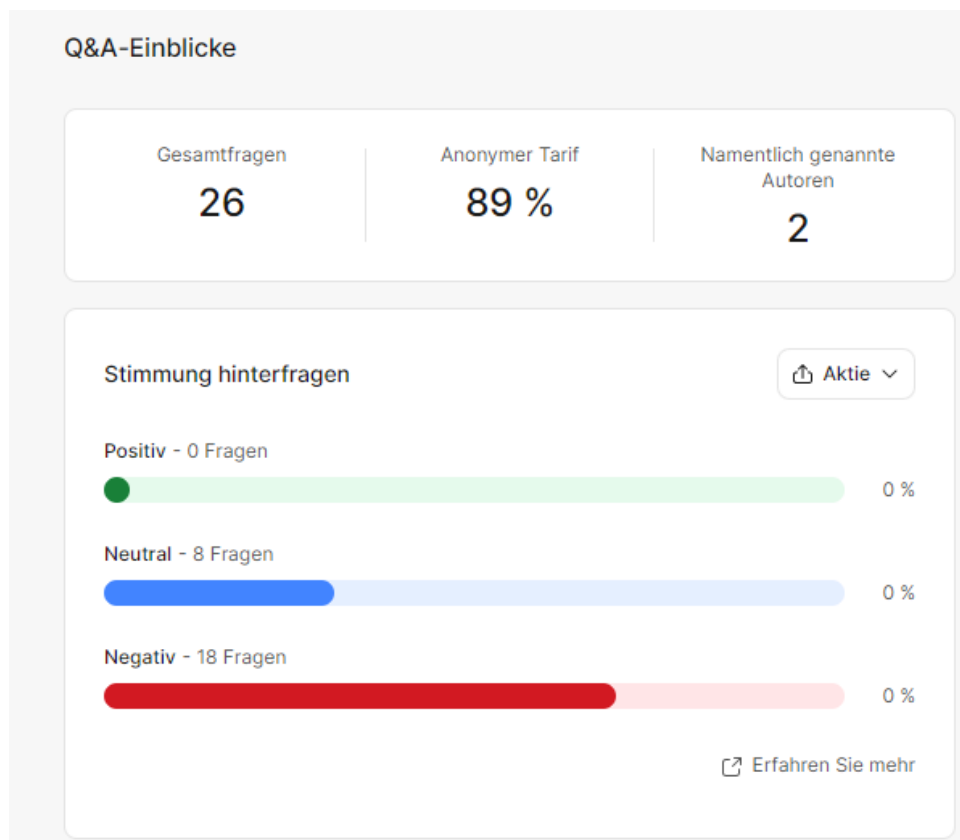 Q&A-Einblicke
Gesamtfragen
26
Anonymer Tarif
89 %
Namentlich genannte
Autoren
2
Stimmung hinterfragen
Aktie
Positiv - 0 Fragen
0 %
Neutral - 8 Fragen
0 %
Negativ - 18 Fragen
0 %
Erfahren Sie mehr